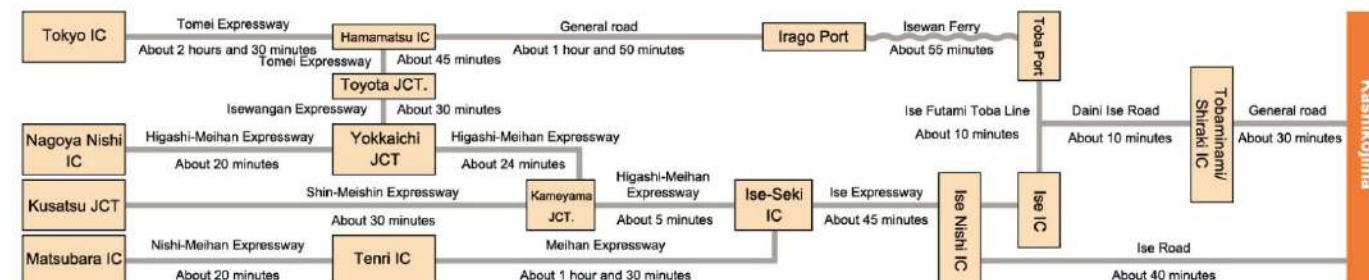 Tokyo IC
Tomei Expressway
About 2 hours and 30 minutes
Hamamatsu IC
General road
About 1 hour and 50 minutes
Irago Port
Isewan Ferry
About 55 minutes
Toba Port
Tomei Expressway
About 45 minutes
Toyota JCT.
Isewangan Expressway
About 30 minutes
Nagoya Nishi
IC
Higashi-Meihan Expressway
About 20 minutes
Yokkaichi
JCT
Higashi-Meihan Expressway
About 24 minutes
Ise Futami Toba Line
About 10 minutes
Daini Ise Road
About 10 minutes
Tobaminami/
Shiraki IC
General road
About 30 minutes
Kashikojima
Kusatsu JCT
Shin-Meishin Expressway
About 30 minutes
Kameyama
JCT.
Higashi-Meihan
Expressway
About 5 minutes
Ise-Seki
IC
Ise Expressway
About 45 minutes
Ise Nishi IC
Ise IC
Matsubara IC
Nishi-Meihan Expressway
About 20 minutes
Tenri IC
Meihan Expressway
About 1 hour and 30 minutes
Ise Road
About 40 minutes